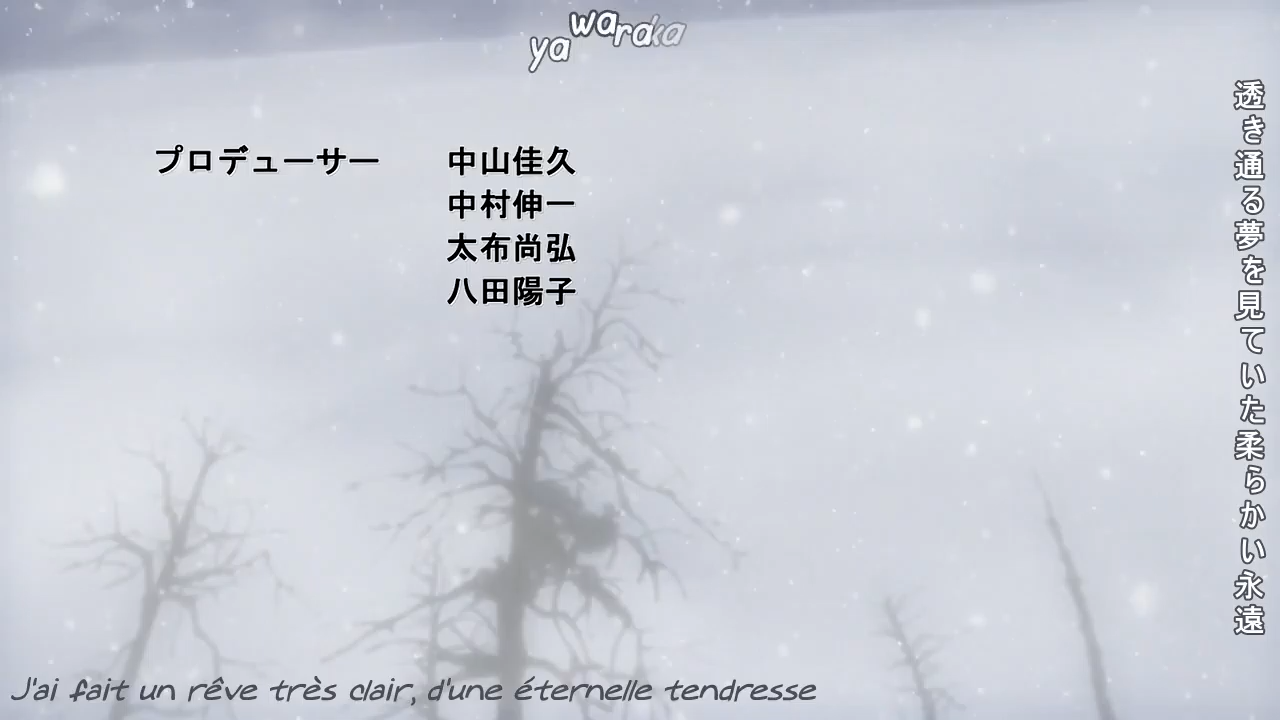 yawaraka
プロデューサー 中山佳久
中村伸一
太布尚弘
八田陽子
透き通る夢を見ていた柔らかい永遠
J'ai fait un rêve très clair, d'une éternelle tendresse